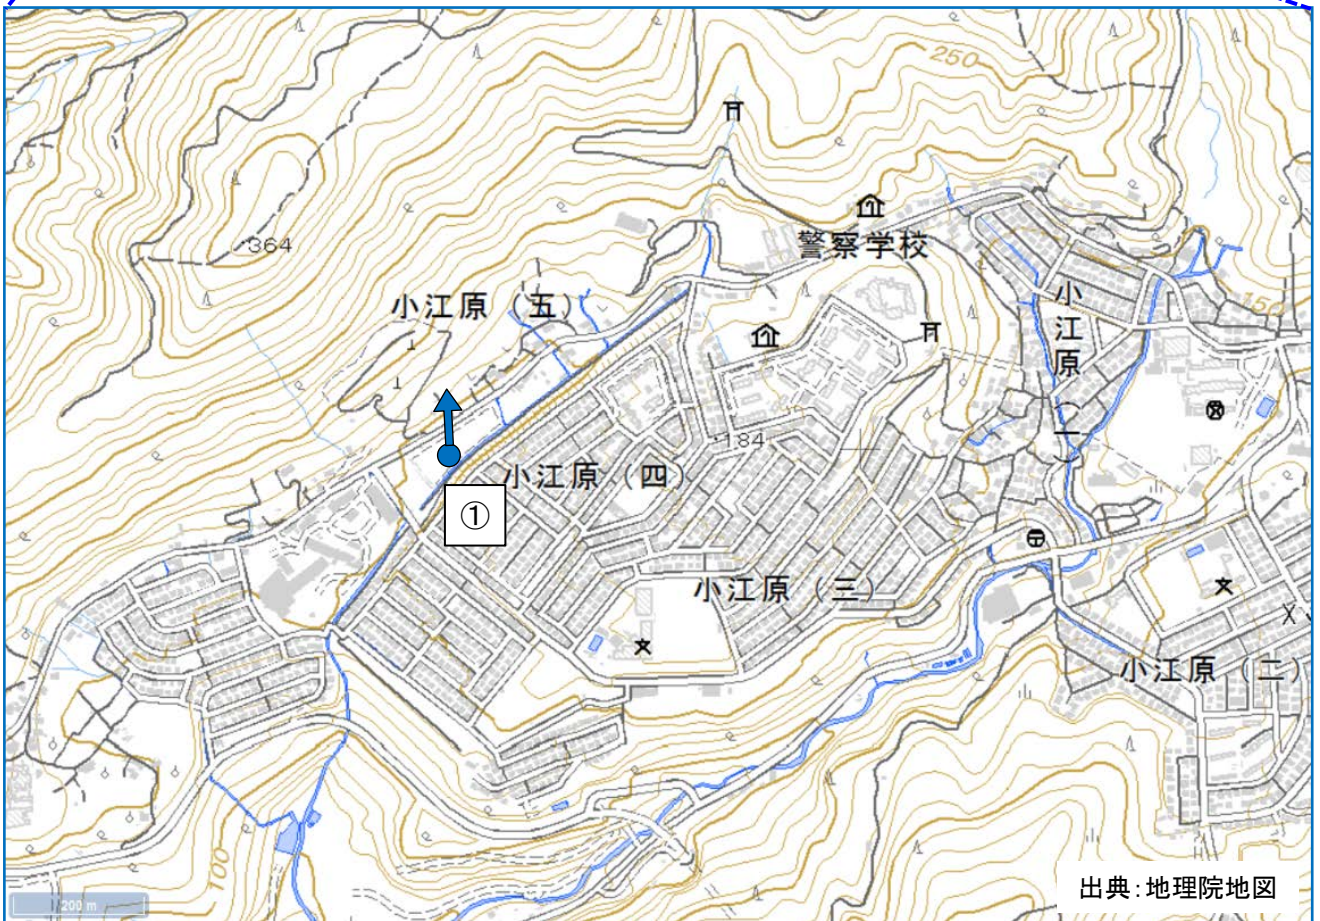 250
・364
警察学校
小江原（五）
小江原（一）
150
・184
①
小江原（四）
小江原（三）
小江原（二）
100
200 m
出典：地理院地図